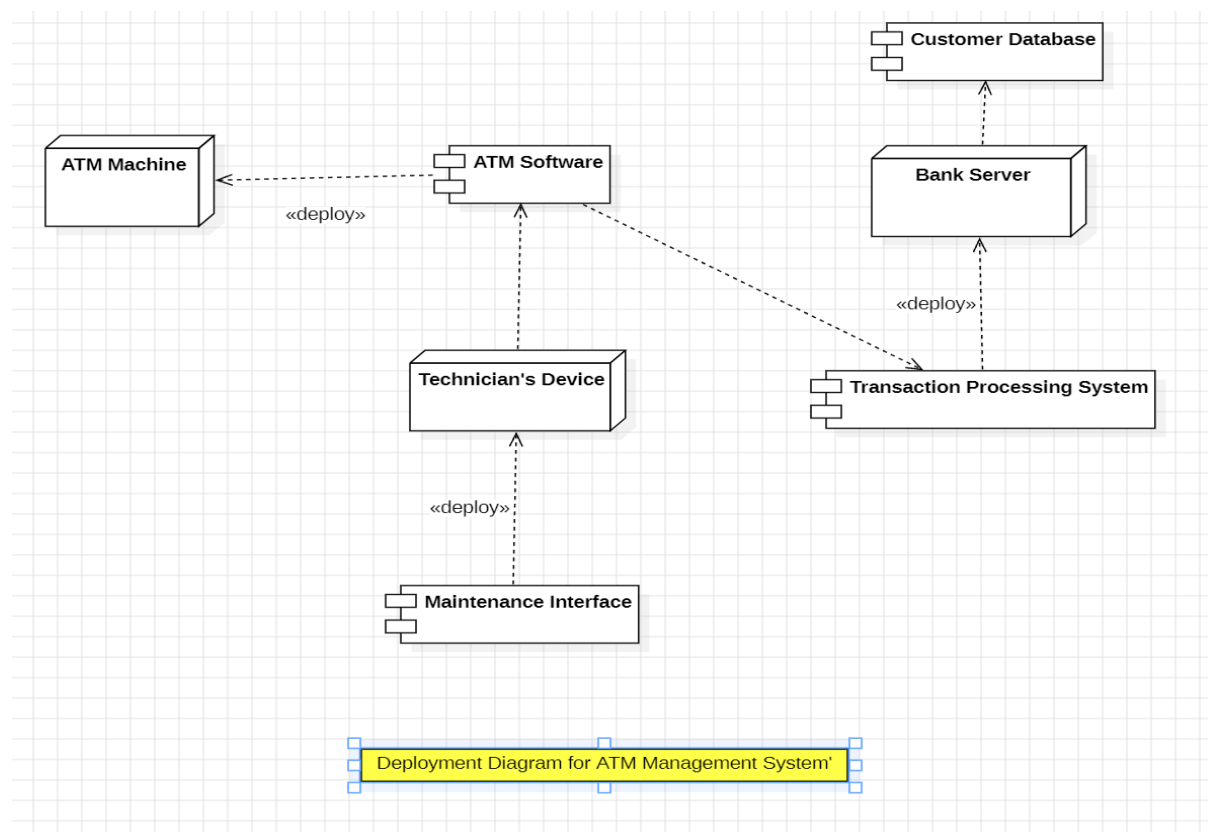 Customer Database
ATM Machine
ATM Software
Bank Server
«deploy»
«deploy»
Technician's Device
Transaction Processing System
«deploy»
Maintenance Interface
Deployment Diagram for ATM Management System'